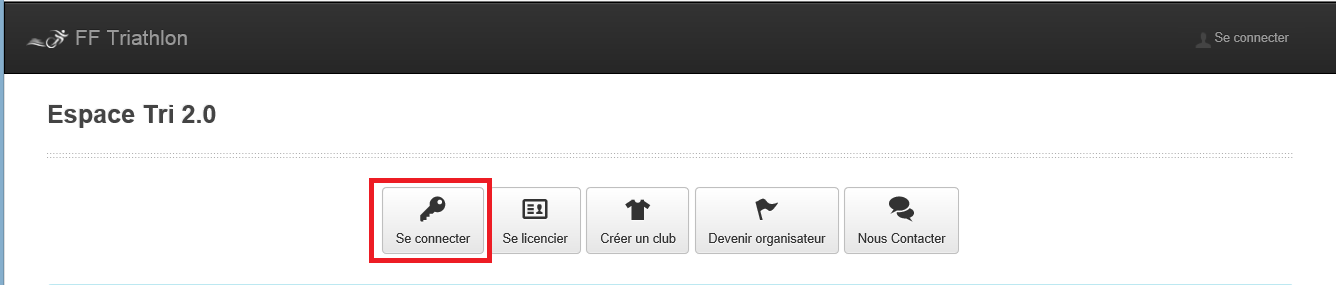 FF Triathlon
Se connecter
Espace Tri 2.0
Se connecter
Se licencier
Créer un club
Devenir organisateur
Nous Contacter